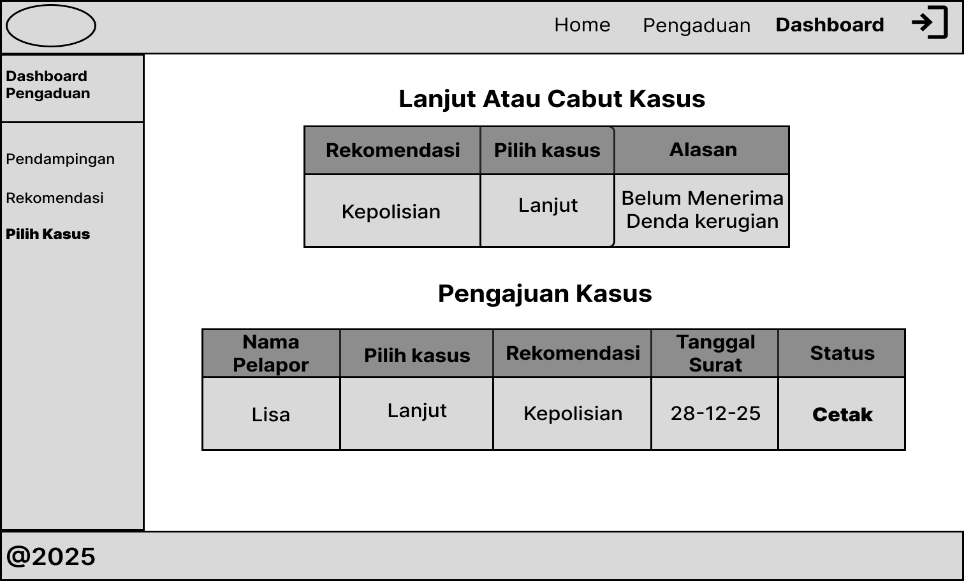 Home Pengaduan Dashboard
Dashboard
Pengaduan
Pendampingan
Rekomendasi
Pilih Kasus
Lanjut Atau Cabut Kasus
Rekomendasi Pilih kasus Alasan
Kepolisian Lanjut Belum Menerima
Denda kerugian
Pengajuan Kasus
Nama
Pelapor Pilih kasus Rekomendasi Tanggal
Surat Status
Lisa Lanjut Kepolisian 28-12-25 Cetak
@2025